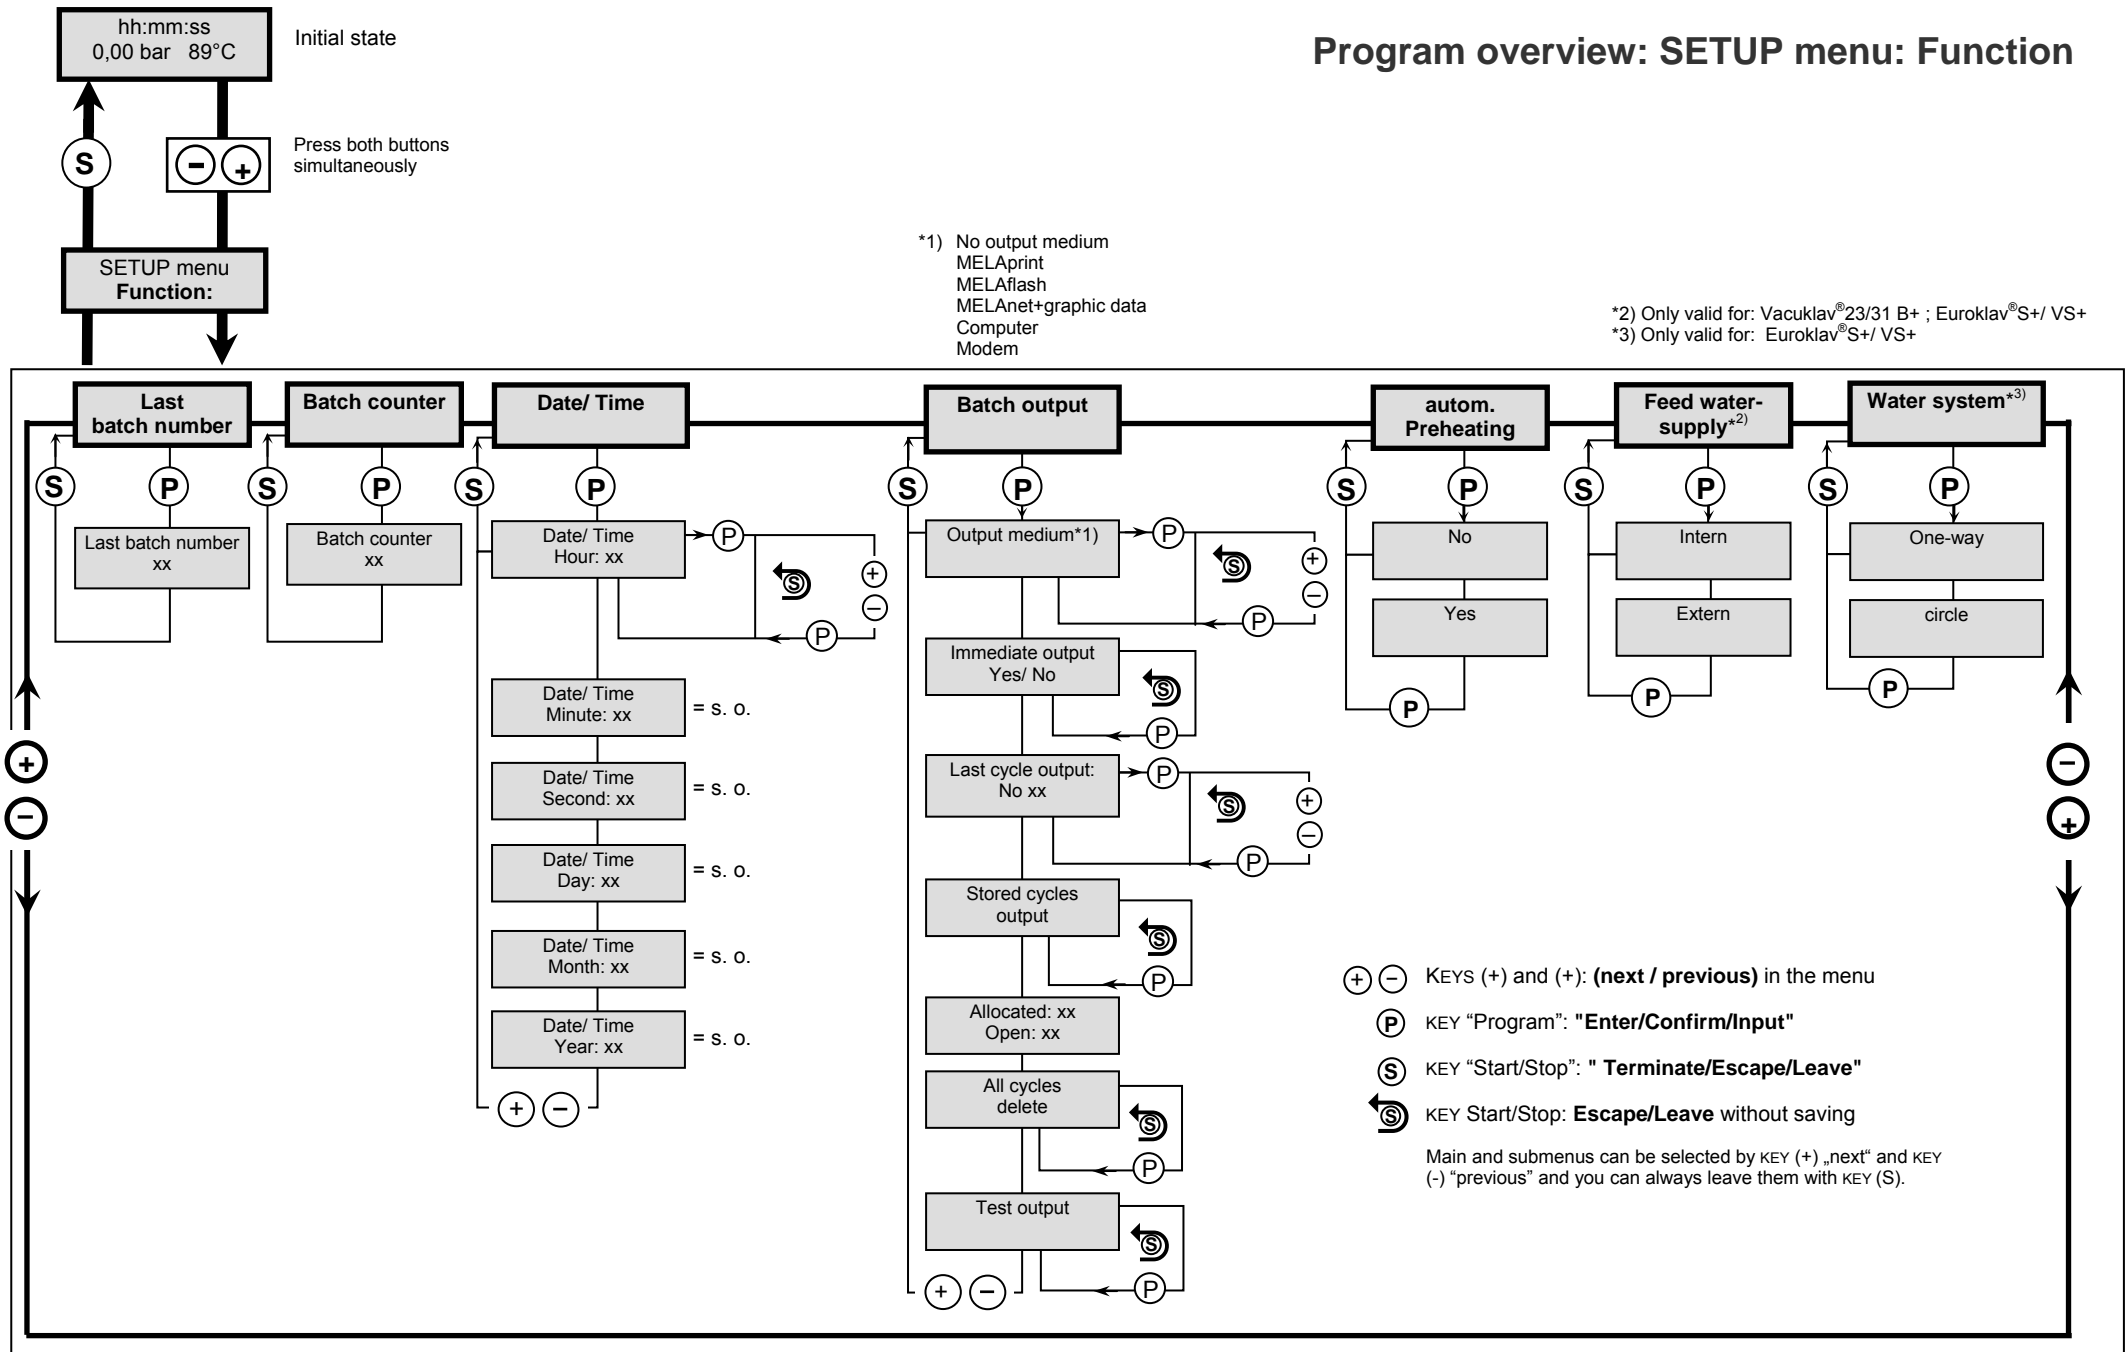 hh:mm:ss
0,00 bar 89°C
Initial state
Program overview: SETUP menu: Function
S
- +
Press both buttons
simultaneously
SETUP menu
Function:
*1) No output medium
MELAprint
MELAflash
MELAnet+graphic data
Computer
Modem
*2) Only valid for: Vacuklav®23/31 B+ ; Euroklav®S+/ VS+
*3) Only valid for: Euroklav®S+/ VS+
Last
batch number
S P
Last batch number
xx
Batch counter
S P
Batch counter
xx
Date/ Time
S P
Date/ Time
Hour: xx
P
S
+
−
P
Date/ Time
Minute: xx
= s. o.
Date/ Time
Second: xx
= s. o.
Date/ Time
Day: xx
= s. o.
Date/ Time
Month: xx
= s. o.
Date/ Time
Year: xx
= s. o.
+ −
Batch output
S P
Output medium*1)
P
S
+
−
P
Immediate output
Yes/ No
S
P
Last cycle output:
No xx
P
S
+
−
P
Stored cycles
output
S
P
Allocated: xx
Open: xx
All cycles
delete
S
P
Test output
S
P
+ −
autom.
Preheating
S P
No
Yes
P
Feed water-
supply*2)
S P
Intern
Extern
P
Water system*3)
S P
One-way
circle
P
+
−
−
+
+ − KEYS (+) and (+): (next / previous) in the menu
P KEY “Program”: "Enter/Confirm/Input"
S KEY “Start/Stop”: " Terminate/Escape/Leave"
S KEY Start/Stop: Escape/Leave without saving
Main and submenus can be selected by KEY (+) „next“ and KEY
(-) “previous” and you can always leave them with KEY (S).